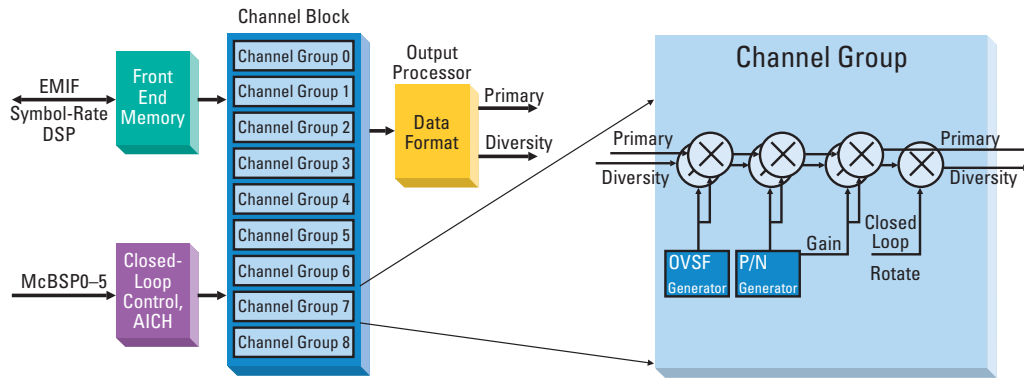 Channel Block
Channel Group 0
Channel Group 1
Channel Group 2
Channel Group 3
Channel Group 4
Channel Group 5
Channel Group 6
Channel Group 7
Channel Group 8
EMIF
Symbol-Rate
DSP
Front
End
Memory
McBSP0–5
Closed-
Loop
Control,
AICH
Output
Processor
Data
Format
Primary
Diversity
Channel Group
Primary
Diversity
Primary
Diversity
OVSF
Generator
P/N
Generator
Gain
Closed
Loop
Rotate